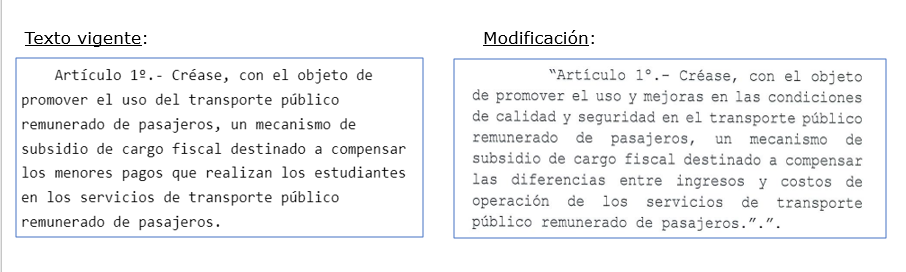 Texto vigente:
Artículo 1º.- Créase, con el objeto de
promover el uso del transporte público
remunerado de pasajeros, un mecanismo de
subsidio de cargo fiscal destinado a compensar
los menores pagos que realizan los estudiantes
en los servicios de transporte público
remunerado de pasajeros.
Modificación:
“Artículo 1°.- Créase, con el objeto
de promover el uso y mejoras en las condiciones
de calidad y seguridad en el transporte público
remunerado de pasajeros, un mecanismo de
subsidio de cargo fiscal destinado a compensar
las diferencias entre ingresos y costos de
operación de los servicios de transporte
público remunerado de pasajeros.”.”.